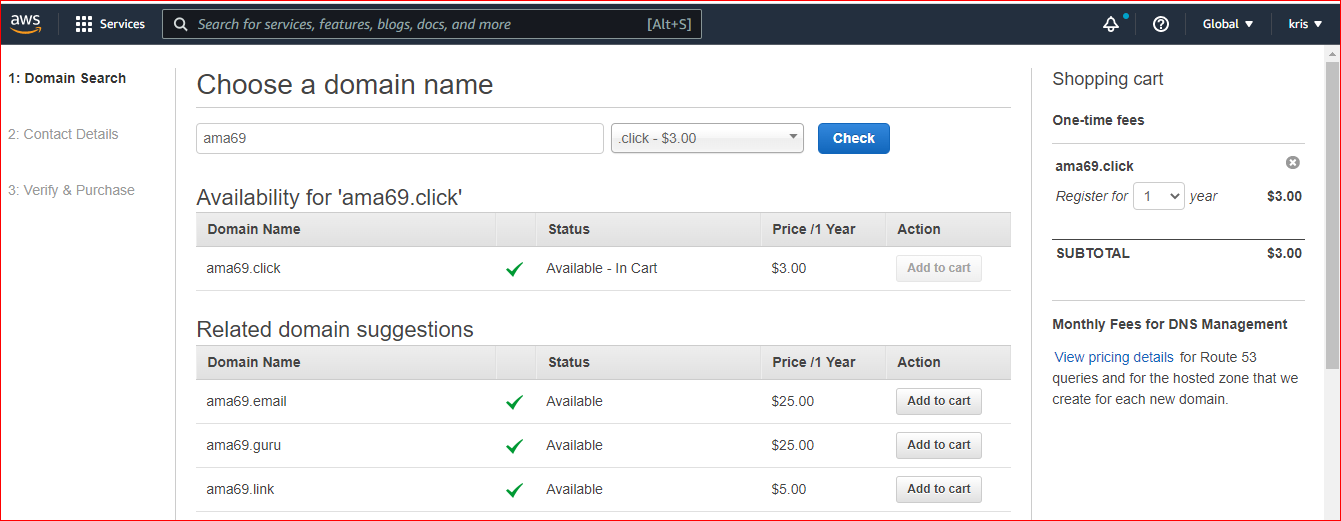 aws Services Search for services, features, blogs, docs, and more [Alt+S] Global kris
1: Domain Search
2: Contact Details
3: Verify & Purchase
Choose a domain name
ama69 .click - $3.00 Check
Availability for 'ama69.click'
Domain Name Status Price /1 Year Action
ama69.click Available - In Cart $3.00 Add to cart
Related domain suggestions
Domain Name Status Price /1 Year Action
ama69.email Available $25.00 Add to cart
ama69.guru Available $25.00 Add to cart
ama69.link Available $5.00 Add to cart
Shopping cart
One-time fees
ama69.click
Register for 1 year $3.00
SUBTOTAL $3.00
Monthly Fees for DNS Management
View pricing details for Route 53
queries and for the hosted zone that we
create for each new domain.